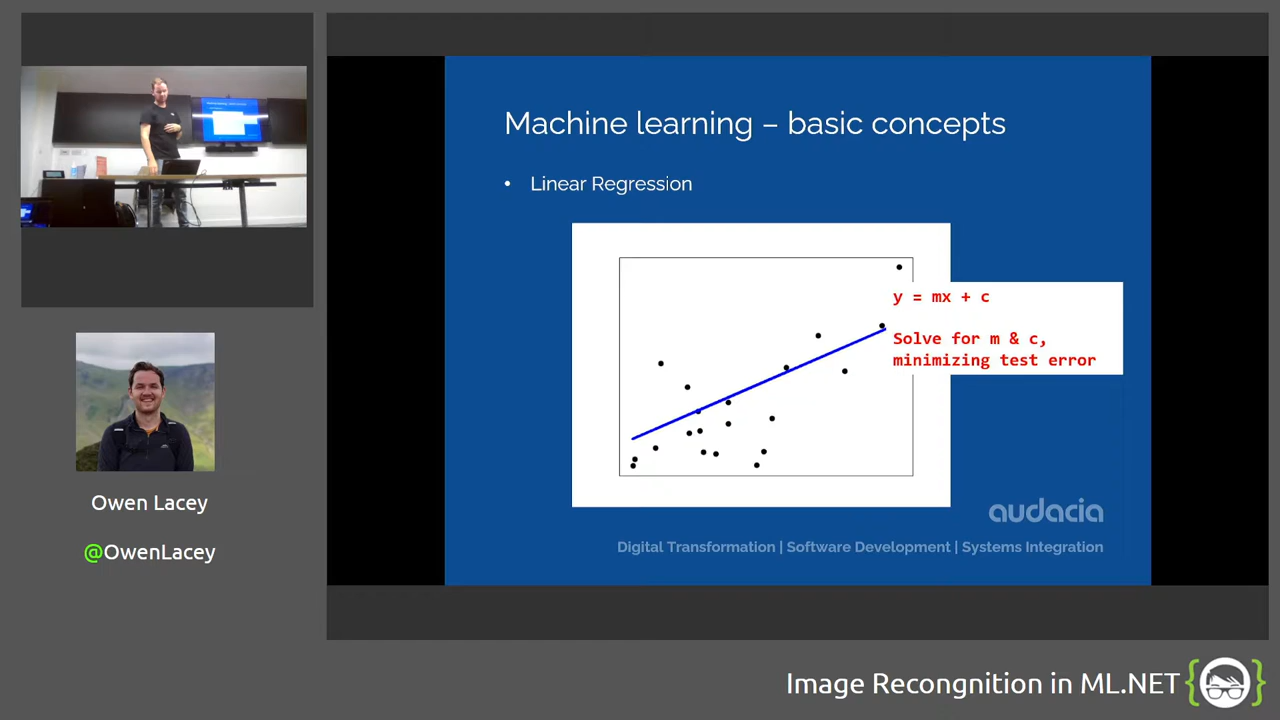 Machine learning – basic concepts
• Linear Regression
y = mx + c
Solve for m & c,
minimizing test error
audacia
Digital Transformation | Software Development | Systems Integration
Owen Lacey
@OwenLacey
Image Recongnition in ML.NET